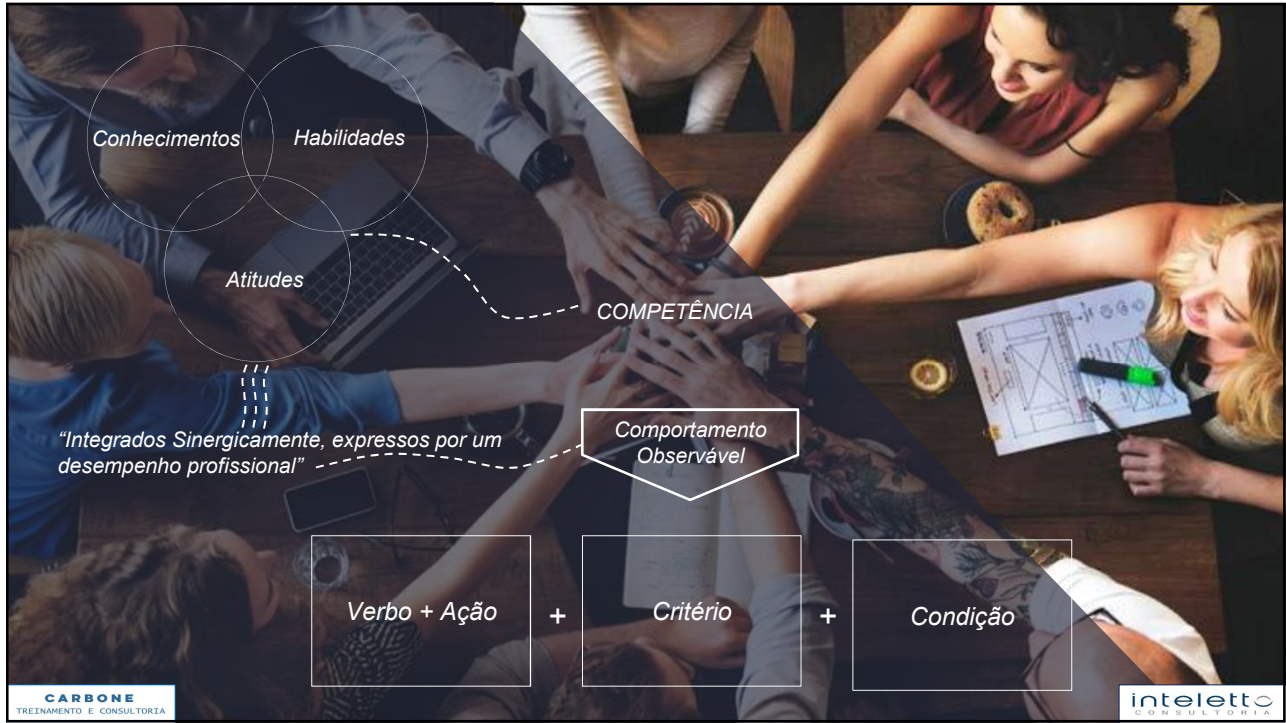 Conhecimentos
Habilidades
Atitudes
COMPETÊNCIA
“Integrados Sinergicamente, expressos por um
desempenho profissional”
Comportamento
Observável
Verbo + Ação
+
Critério
+
Condição
CARBONE
TREINAMENTO E CONSULTORIA
inteletto
CONSULTORIA